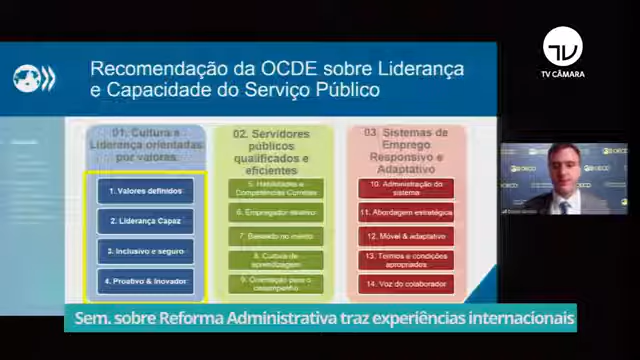 Recomendação da OCDE sobre Liderança
e Capacidade do Serviço Público
TV CÂMARA
01. Cultura e
Liderança orientadas
por valores
1. Valores definidos
2. Liderança Capaz
3. Inclusivo e seguro
4. Proativo & Inovador
02. Servidores
públicos
qualificados e
eficientes
5. Habilidades e
Competências Corretas
6. Empregador atrativo
7. Baseado no mérito
8. Cultura de
aprendizagem
9. Orientação para o
desempenho
03. Sistemas de
Emprego
Responsivo e
Adaptativo
10. Administração do
sistema
11. Abordagem estratégica
12. Móvel & adaptativo
13. Termos e condições
apropriados
14. Voz do colaborador
OECD
Sem. sobre Reforma Administrativa traz experiências internacionais